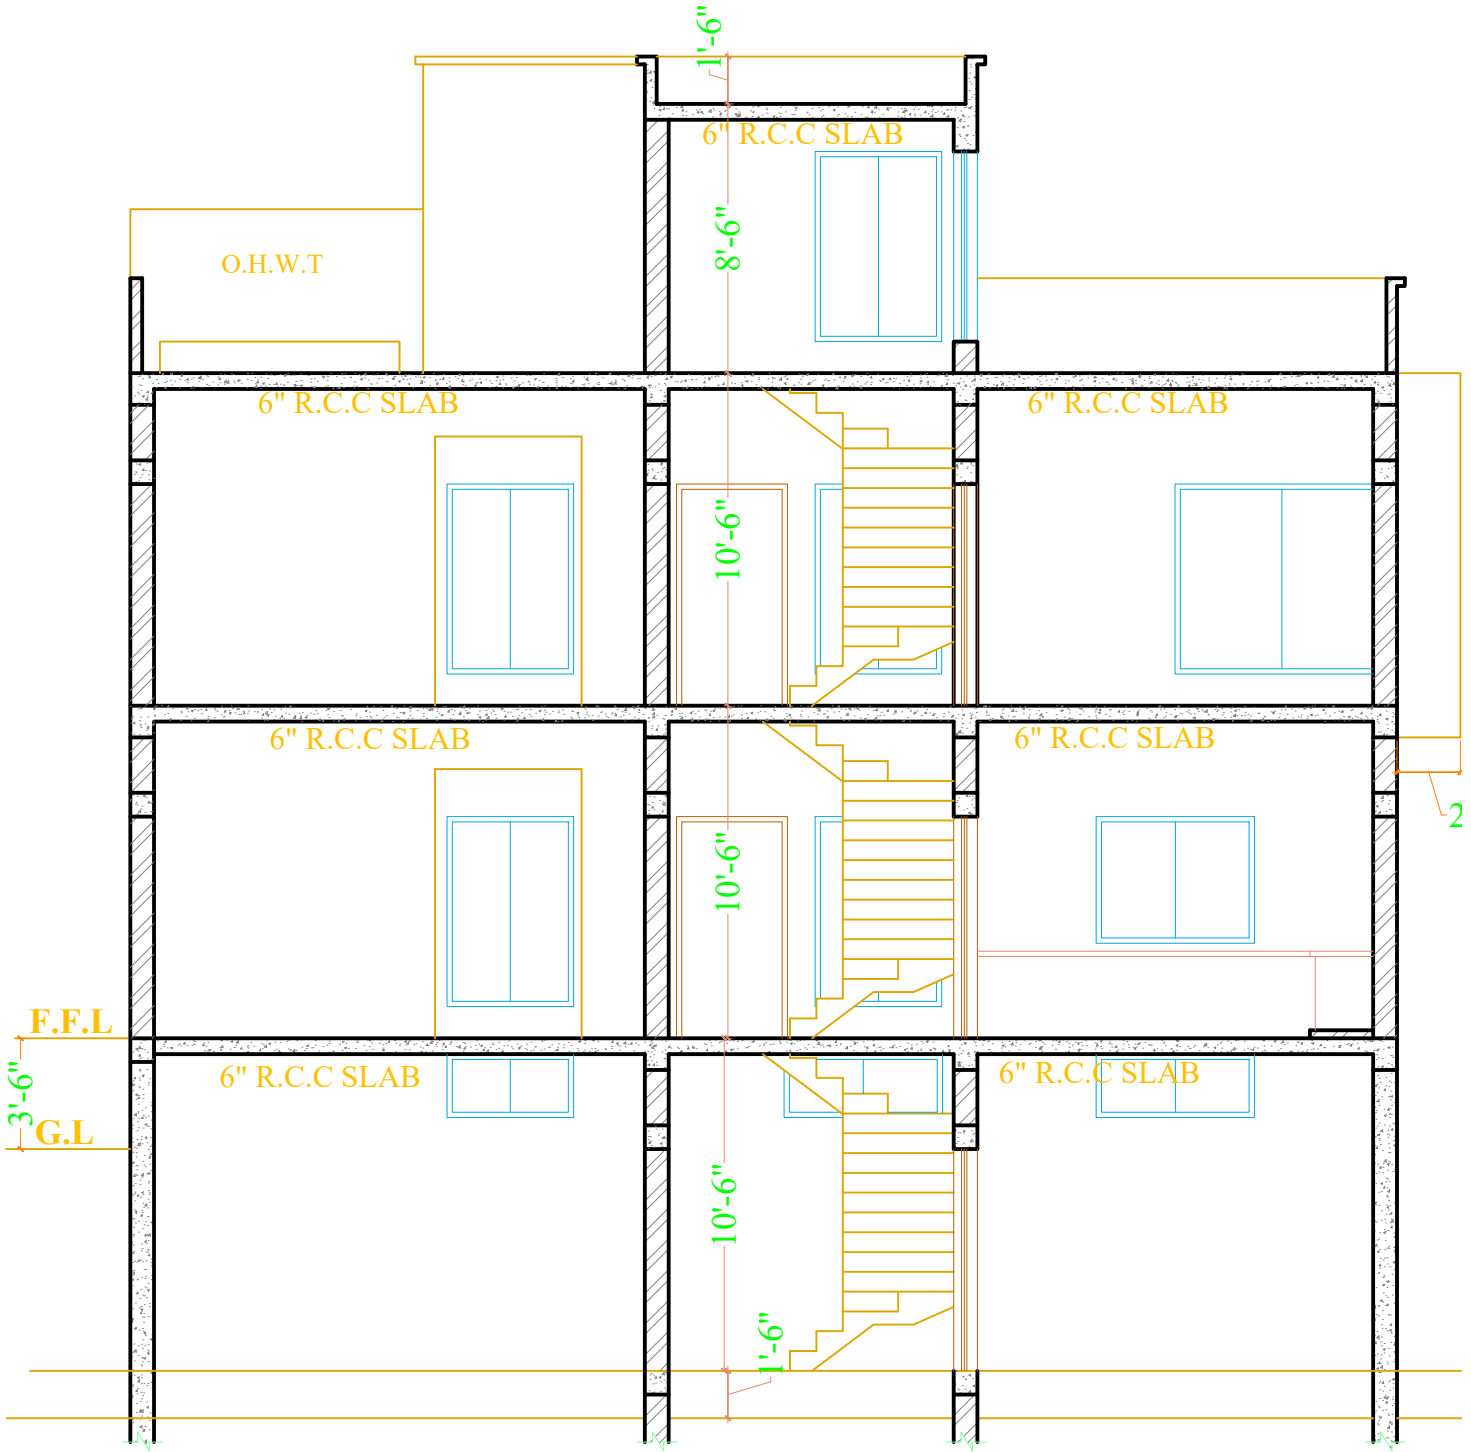 1'-6"
6" R.C.C SLAB
8'-6"
O.H.W.T
6" R.C.C SLAB
6" R.C.C SLAB
10'-6"
6" R.C.C SLAB
6" R.C.C SLAB
2
10'-6"
F.F.L
6" R.C.C SLAB
6" R.C.C SLAB
3'-6"
G.L
10'-6"
1'-6"